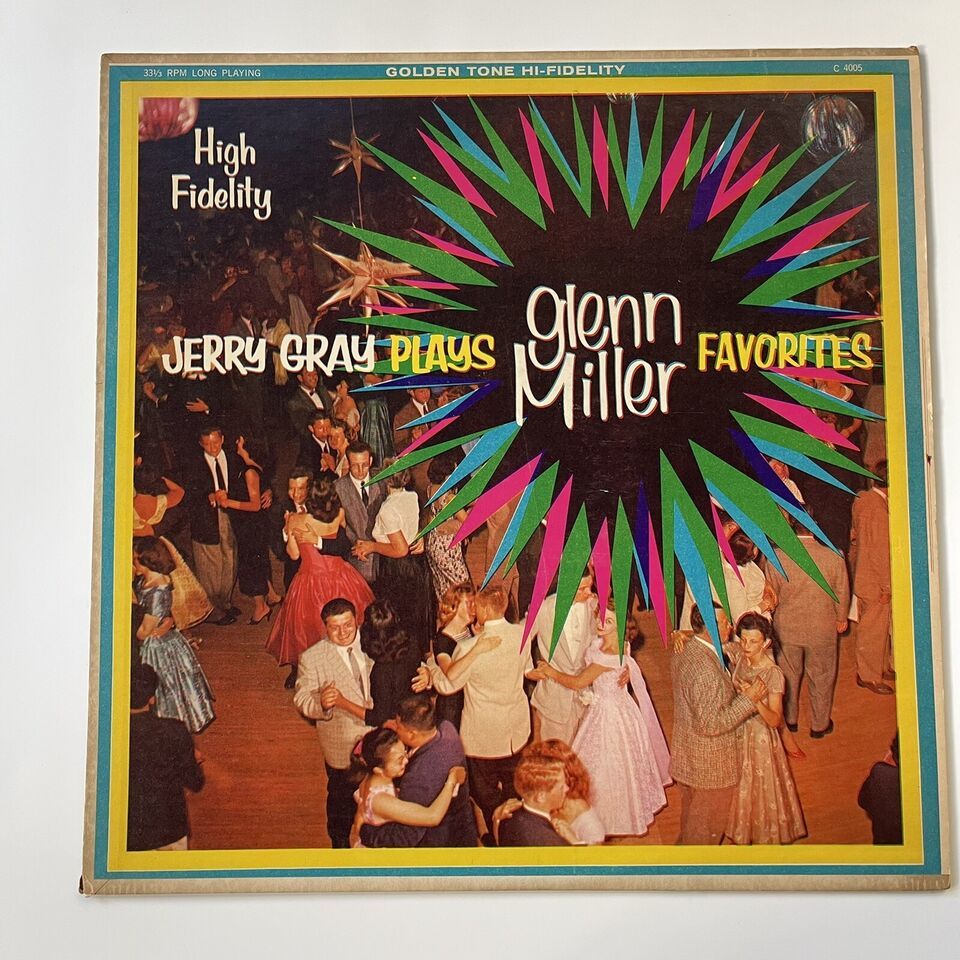 33⅓ RPM LONG PLAYING GOLDEN TONE HI-FIDELITY C 4005
High
Fidelity
JERRY GRAY PLAYS glenn Miller FAVORITES